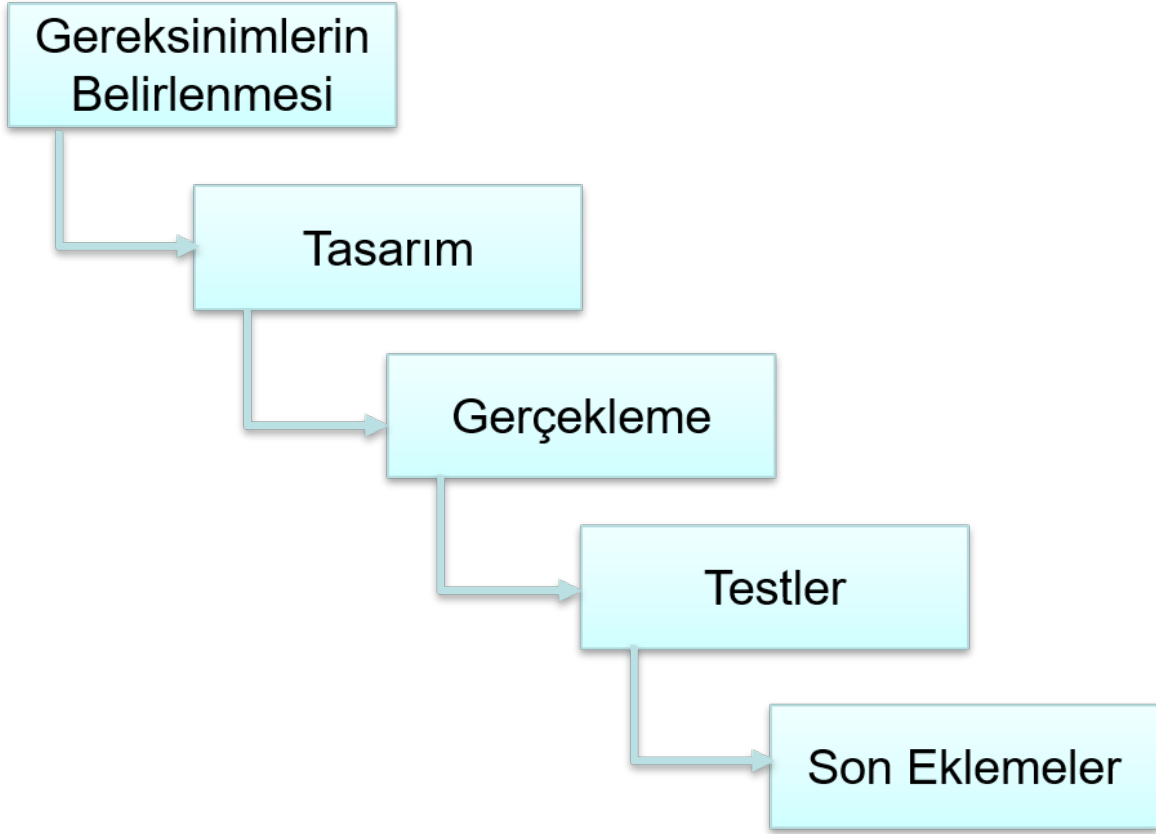 Gereksinimlerin
Belirlenmesi
Tasarım
Gerçekleme
Testler
Son Eklemeler